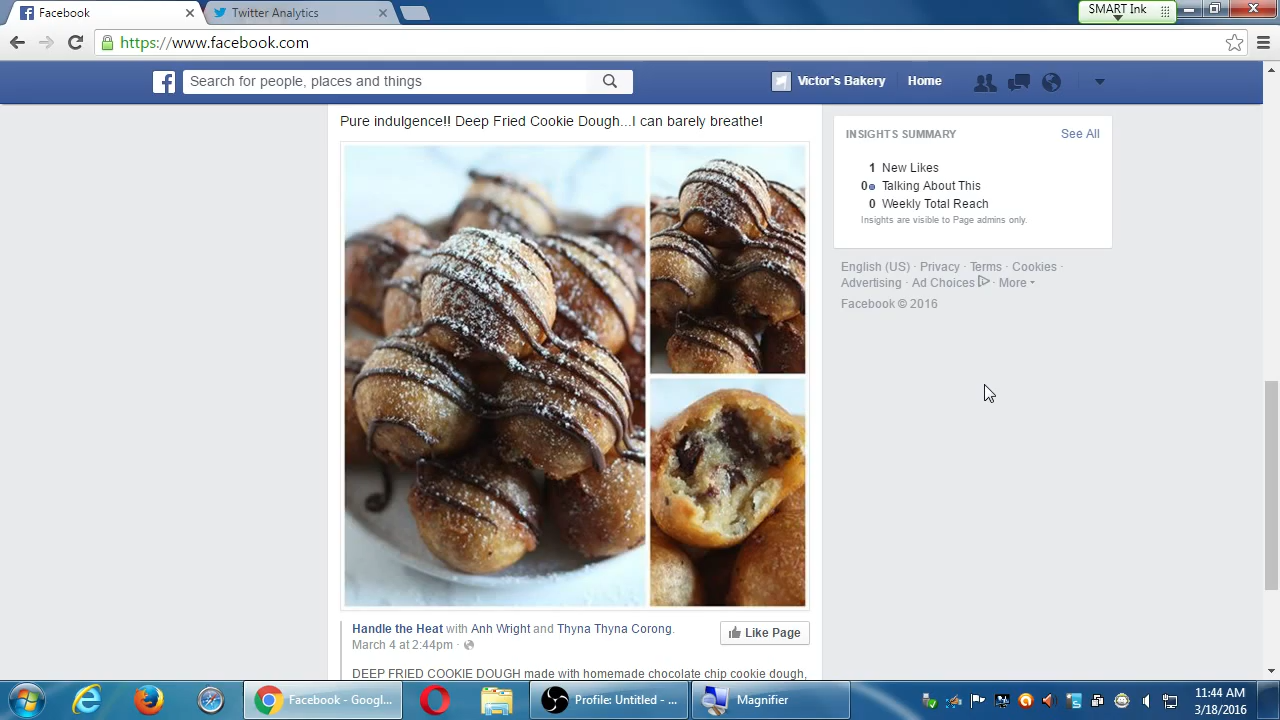 Facebook
Twitter Analytics
SMART Ink
https://www.facebook.com
Search for people, places and things
Victor's Bakery
Home
Pure indulgence!! Deep Fried Cookie Dough...I can barely breathe!
INSIGHTS SUMMARY
See All
1 New Likes
0 Talking About This
0 Weekly Total Reach
Insights are visible to Page admins only.
English (US) · Privacy · Terms · Cookies ·
Advertising · Ad Choices · More
Facebook © 2016
Handle the Heat with Anh Wright and Thyna Thyna Corong.
March 4 at 2:44pm ·
Like Page
DEEP FRIED COOKIE DOUGH made with homemade chocolate chip cookie dough,
Facebook - Googl...
Profile: Untitled - ...
Magnifier
11:44 AM
3/18/2016